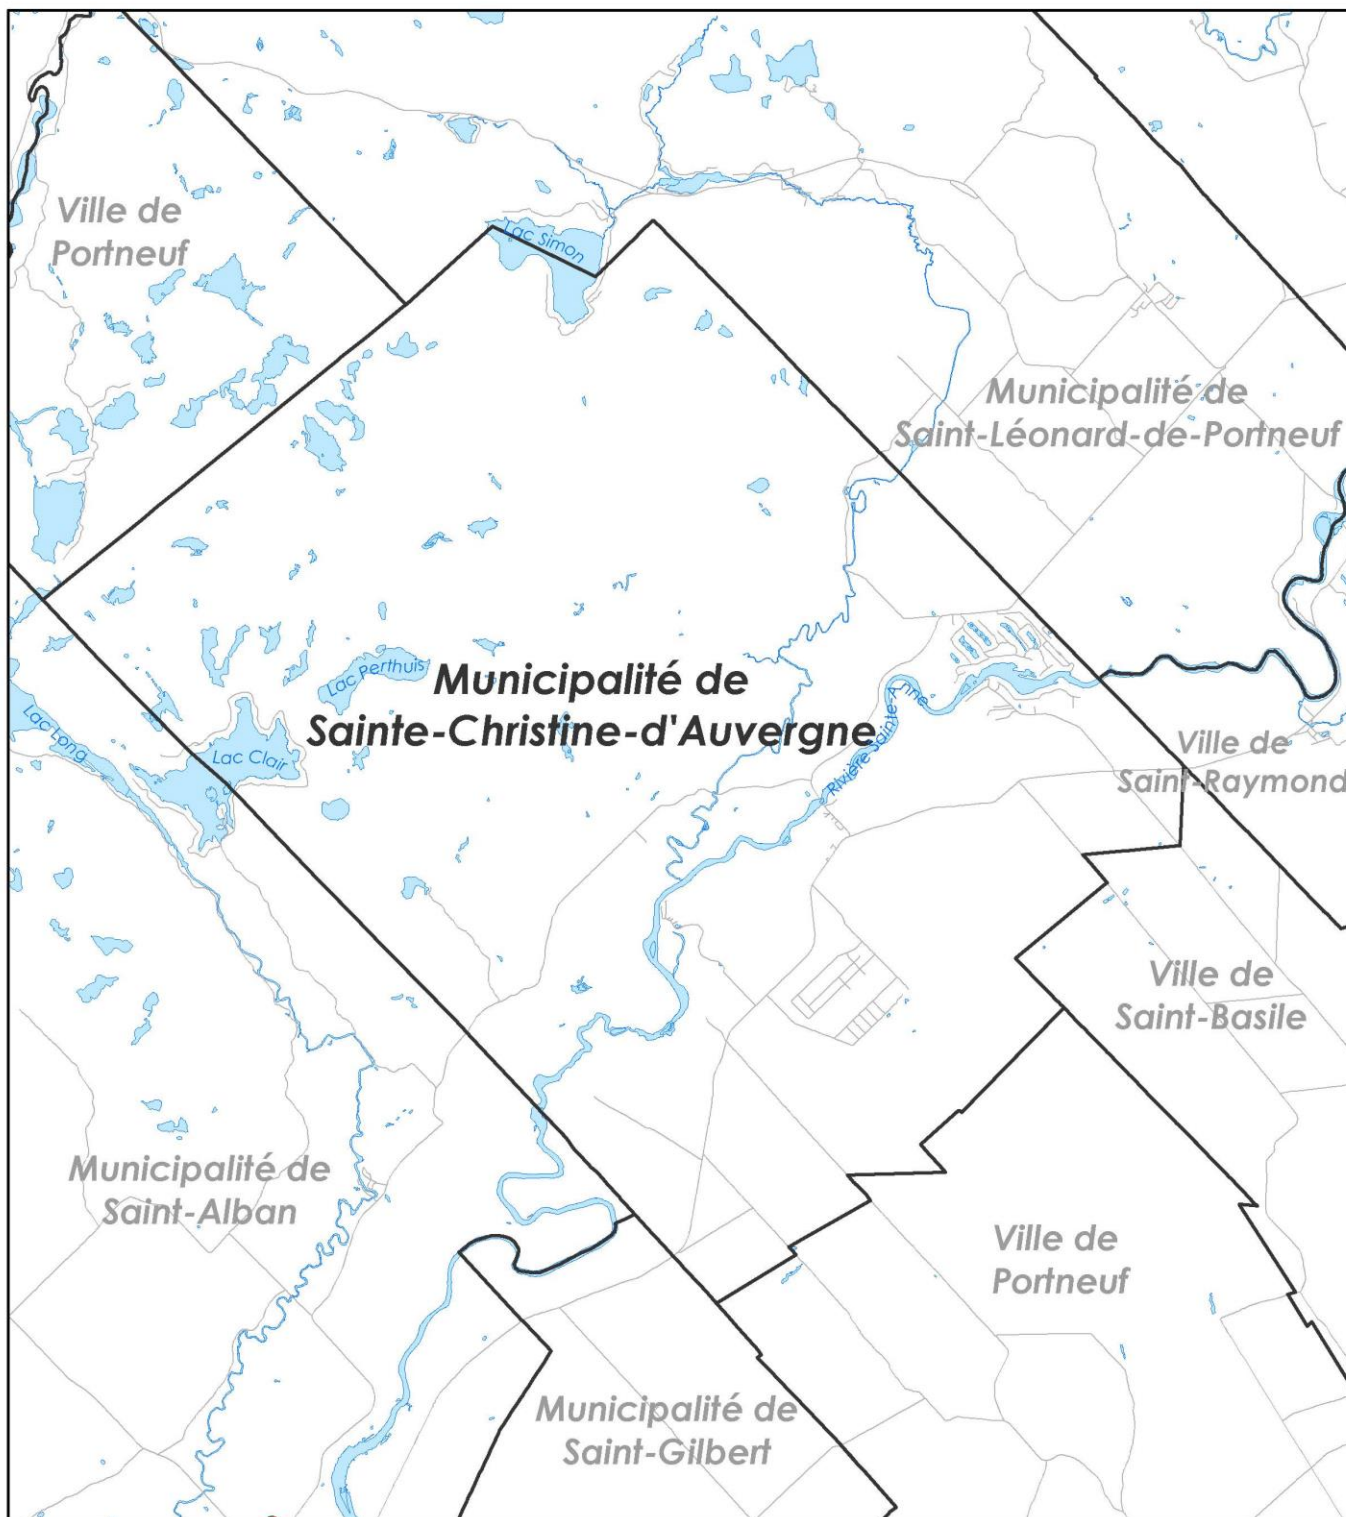 Ville de
Portneuf
Lac Simon
Municipalité de
Saint-Léonard-de-Portneuf
Lac Perthuis
Municipalité de
Sainte-Christine-d'Auvergne
Lac Long
Lac Clair
Rivière Sainte-Anne
Ville de
Saint-Raymond
Ville de
Saint-Basile
Municipalité de
Saint-Alban
Ville de
Portneuf
Municipalité de
Saint-Gilbert